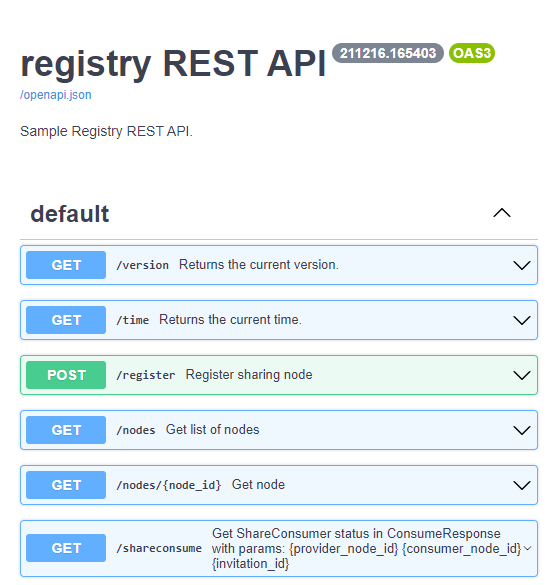 registry REST API 211216.165403 OAS3
/openapi.json
Sample Registry REST API.
default
GET /version Returns the current version.
GET /time Returns the current time.
POST /register Register sharing node
GET /nodes Get list of nodes
GET /nodes/{node_id} Get node
GET /shareconsume Get ShareConsumer status in ConsumeResponse
with params: {provider_node_id} {consumer_node_id}
{invitation_id}